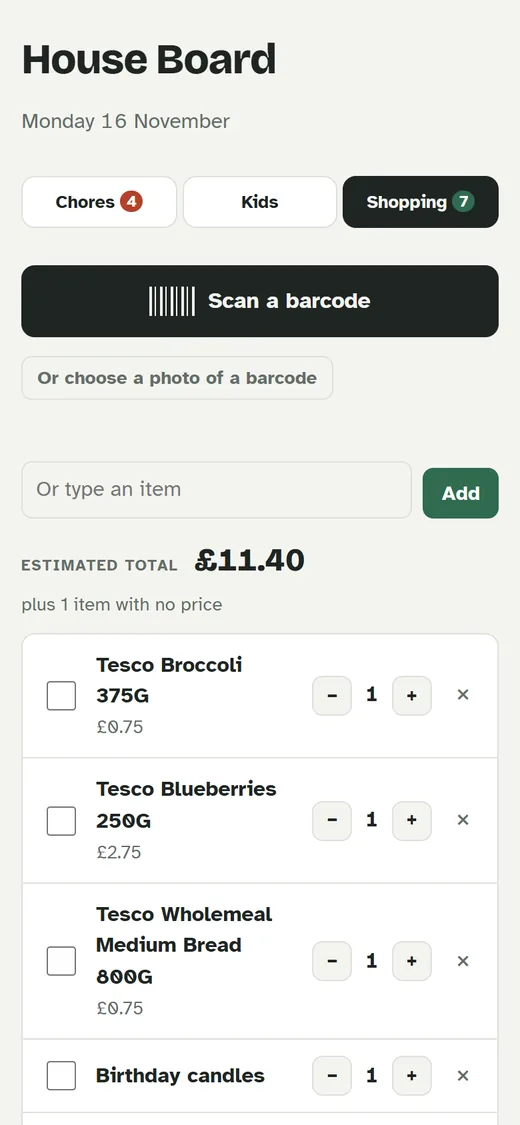 House Board
Monday 16 November
Chores 4
Kids
Shopping 7
Scan a barcode
Or choose a photo of a barcode
Or type an item
Add
ESTIMATED TOTAL £11.40
plus 1 item with no price
Tesco Broccoli
375G
£0.75
− 1 + ×
Tesco Blueberries
250G
£2.75
− 1 + ×
Tesco Wholemeal
Medium Bread
800G
£0.75
− 1 + ×
Birthday candles
− 1 + ×